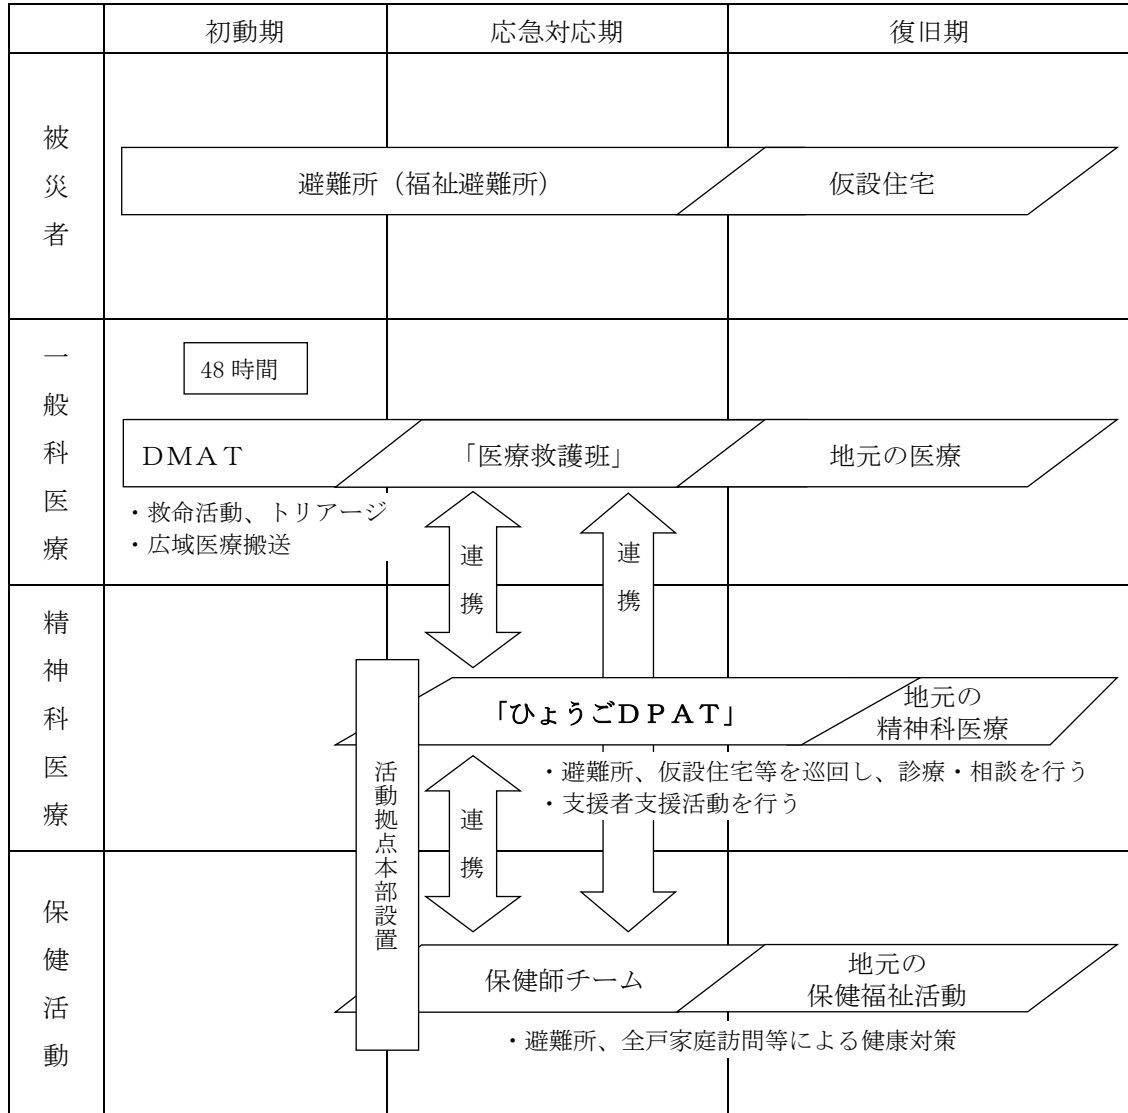 初動期 応急対応期 復旧期
被災者
避難所（福祉避難所） 仮設住宅
一般科医療
48 時間
ＤＭＡＴ 「医療救護班」 地元の医療
・救命活動、トリアージ
・広域医療搬送
連携
連携
精神科医療
「ひょうごＤＰＡＴ」
地元の
精神科医療
・避難所、仮設住宅等を巡回し、診療・相談を行う
・支援者支援活動を行う
活動拠点本部設置
連携
保健活動
保健師チーム
地元の
保健福祉活動
・避難所、全戸家庭訪問等による健康対策